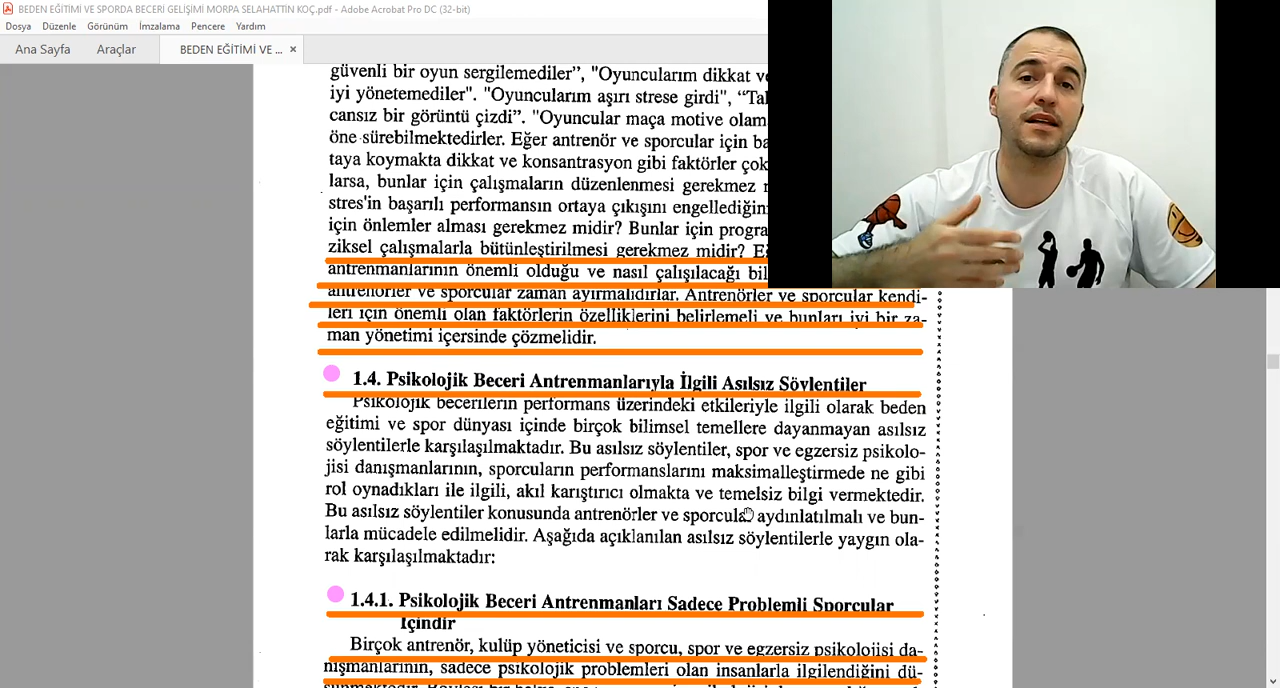 BEDEN EĞİTİMİ VE SPORDA BECERİ GELİŞİMİ MORPA SELAHATTİN KOÇ.pdf - Adobe Acrobat Pro DC (32-bit)
Dosya Düzenle Görünüm İmzalama Pencere Yardım
Ana Sayfa Araçlar BEDEN EĞİTİMİ VE ... ×
güvenli bir oyun sergilemediler”, "Oyuncularım dikkat
iyi yönetemediler". "Oyuncularım aşırı strese girdi",
cansız bir görüntü çizdi”. "Oyuncular maça motive
öne sürebilmektedirler. Eğer antrenör ve sporcular için
taya koymakta dikkat ve konsantrasyon gibi faktörler çok
larsa, bunlar için çalışmaların düzenlenmesi gerekmez
stres'in başarılı performansın ortaya çıkışını
için önlemler alması gerekmez midir? Bunlar için
ziksel çalışmalarla bütünleştirilmesi gerekmez midir?
antrenmanlarının önemli olduğu ve nasıl çalışılacağı
antrenörler ve sporcular zaman ayırmalıdırlar. Antrenörler ve sporcular kendi-
leri için önemli olan faktörlerin özelliklerini belirlemeli ve bunları iyi bir za-
man yönetimi içersinde çözmelidir.
1.4. Psikolojik Beceri Antrenmanlarıyla İlgili Asılsız Söylentiler
Psikolojik becerilerin performans üzerindeki etkileriyle ilgili olarak beden
eğitimi ve spor dünyası içinde birçok bilimsel temellere dayanmayan asılsız
söylentilerle karşılaşılmaktadır. Bu asılsız söylentiler, spor ve egzersiz psikolo-
jisi danışmanlarının, sporcuların performanslarını maksimalleştirmede ne gibi
rol oynadıkları ile ilgili, akıl karıştırıcı olmakta ve temelsiz bilgi vermektedir.
Bu asılsız söylentiler konusunda antrenörler ve sporcular aydınlatılmalı ve bun-
larla mücadele edilmelidir. Aşağıda açıklanılan asılsız söylentilerle yaygın ola-
rak karşılaşılmaktadır:
1.4.1. Psikolojik Beceri Antrenmanları Sadece Problemli Sporcular
İçindir
Birçok antrenör, kulüp yöneticisi ve sporcu, spor ve egzersiz psikolojisi da-
nışmanlarının, sadece psikolojik problemleri olan insanlarla ilgilendiğini dü-